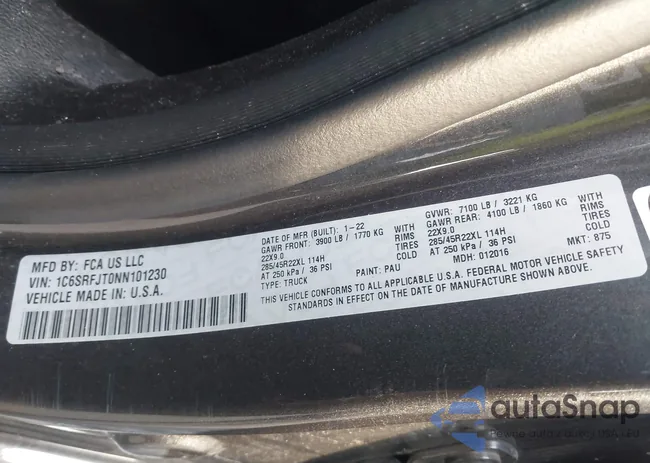 MFD BY: FCA US LLC
VIN: 1C6SRFJT0NN101230
VEHICLE MADE IN: U.S.A.
DATE OF MFR (BUILT): 1-22
GAWR FRONT: 3900 LB / 1770 KG WITH
22X9.0 RIMS
285/45R22XL 114H COLD
AT 250 kPa / 36 PSI
TYPE: TRUCK PAINT: PAU
GVWR: 7100 LB / 3221 KG
GAWR REAR: 4100 LB / 1860 KG WITH
22X9.0 RIMS
285/45R22XL 114H COLD
AT 250 kPa / 36 PSI
MDH: 012016 MKT: 875
THIS VEHICLE CONFORMS TO ALL APPLICABLE U.S.A. FEDERAL MOTOR VEHICLE SAFETY
STANDARDS IN EFFECT ON THE DATE OF MANUFACTURE SHOWN ABOVE
autoSnap